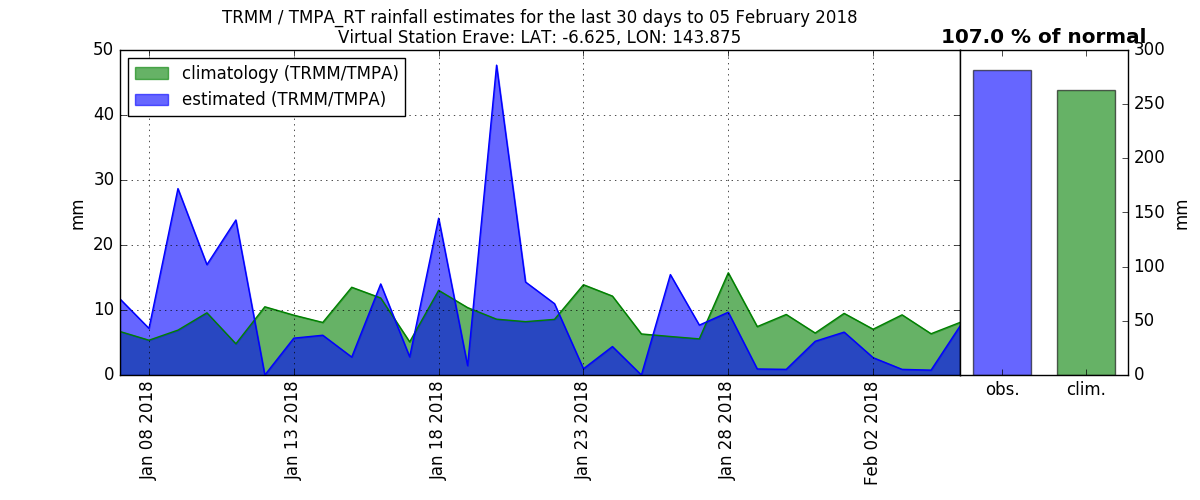 TRMM / TMPA_RT rainfall estimates for the last 30 days to 05 February 2018
Virtual Station Erave: LAT: -6.625, LON: 143.875
107.0 % of normal
climatology (TRMM/TMPA)
estimated (TRMM/TMPA)
50
40
30
20
10
0
mm
Jan 08 2018
Jan 13 2018
Jan 18 2018
Jan 23 2018
Jan 28 2018
Feb 02 2018
300
250
200
150
100
50
0
mm
obs.
clim.